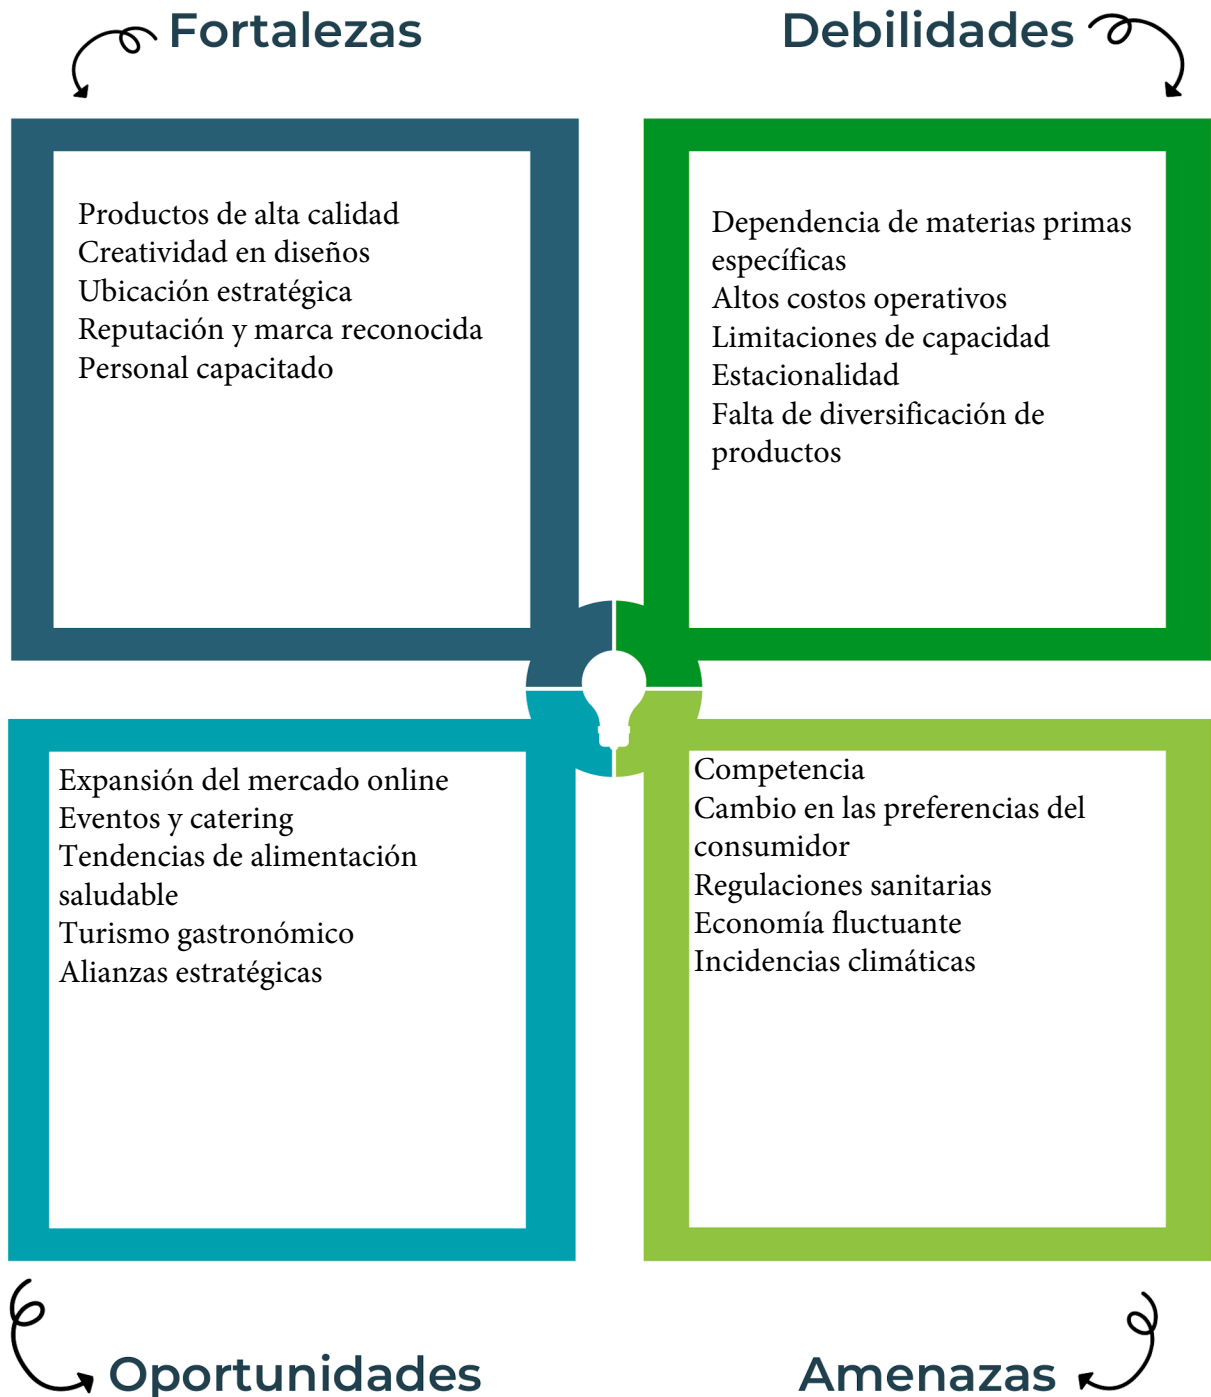 Fortalezas
Productos de alta calidad
Creatividad en diseños
Ubicación estratégica
Reputación y marca reconocida
Personal capacitado
Debilidades
Dependencia de materias primas
específicas
Altos costos operativos
Limitaciones de capacidad
Estacionalidad
Falta de diversificación de
productos
Expansión del mercado online
Eventos y catering
Tendencias de alimentación
saludable
Turismo gastronómico
Alianzas estratégicas
Oportunidades
Competencia
Cambio en las preferencias del
consumidor
Regulaciones sanitarias
Economía fluctuante
Incidencias climáticas
Amenazas